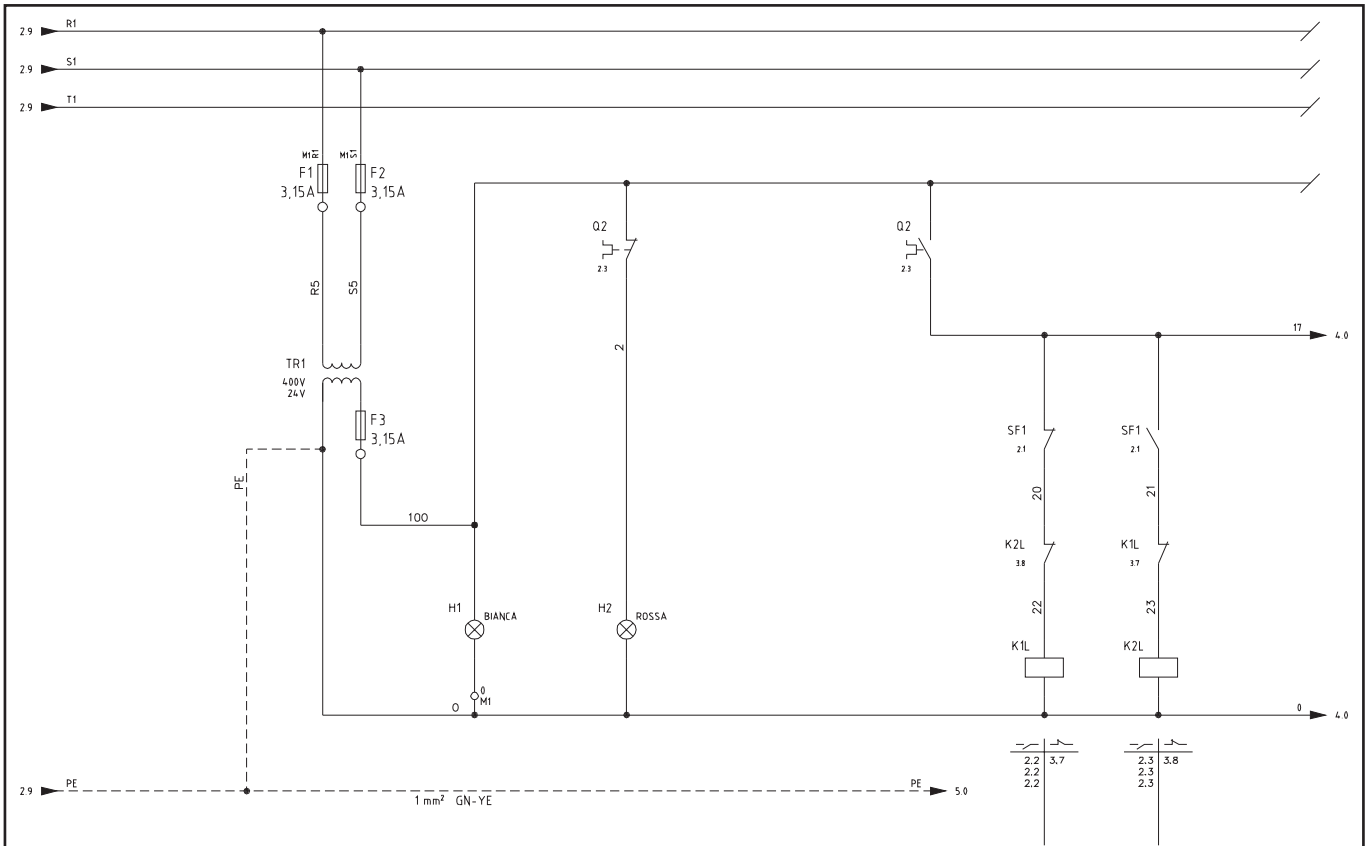 R1
2.9
S1
2.9
T1
2.9
M1 R1
M1 S1
F1
3,15A
F2
3,15A
Q2
2.3
Q2
2.3
R5
S5
17
4.0
2
TR1
400V
24V
F3
3,15A
SF1
2.1
SF1
2.1
PE
100
20
21
K2L
3.8
K1L
3.7
22
23
H1
BIANCA
H2
ROSSA
K1L
K2L
0
M1
0
0
4.0
2.2 3.7
2.2
2.2
2.3 3.8
2.3
2.3
2.9
PE
PE
5.0
1 mm² GN-YE